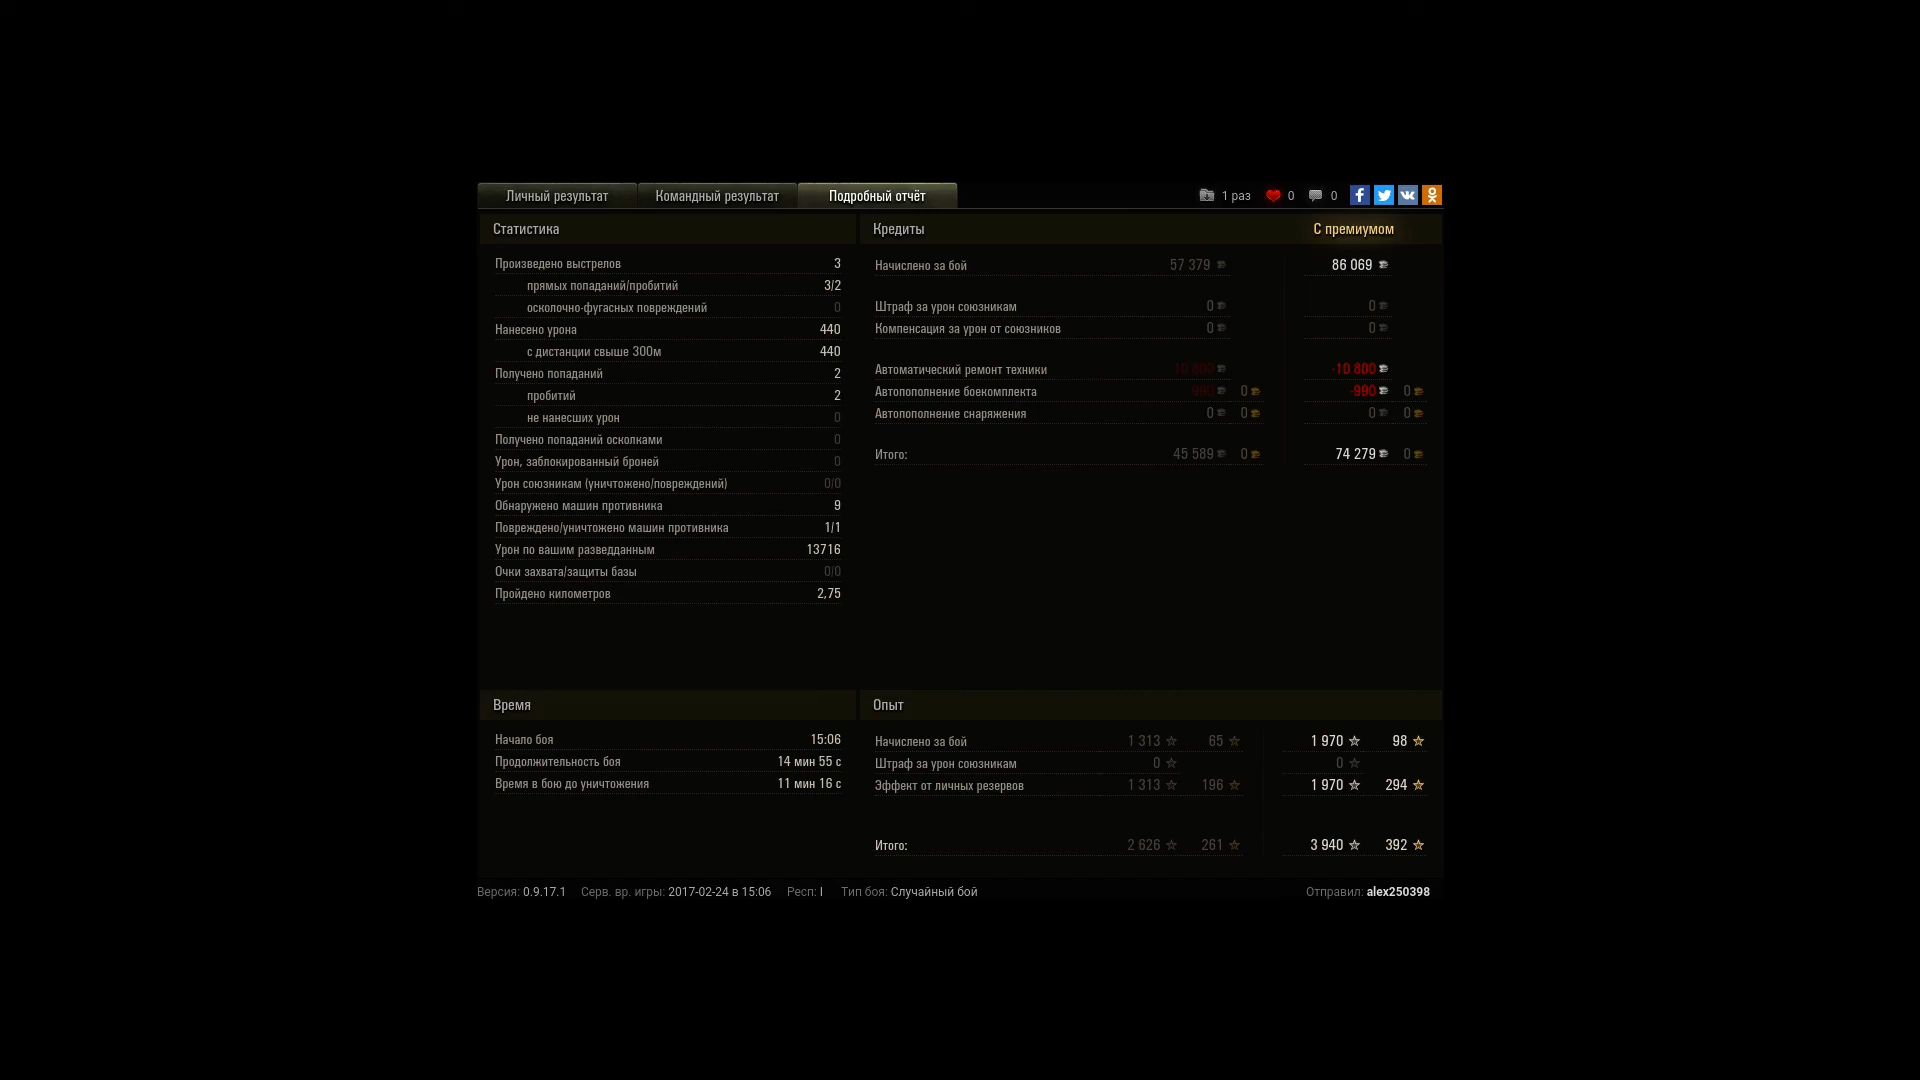 Личный результат Командный результат Подробный отчёт 1 раз 0 0
Статистика
Произведено выстрелов 3
прямых попаданий/пробитий 3/2
осколочно-фугасных повреждений 0
Нанесено урона 440
с дистанции свыше 300м 440
Получено попаданий 2
пробитий 2
не нанесших урон 0
Получено попаданий осколками 0
Урон, заблокированный броней 0
Урон союзникам (уничтожено/повреждений) 0/0
Обнаружено машин противника 9
Повреждено/уничтожено машин противника 1/1
Урон по вашим разведданным 13716
Очки захвата/защиты базы 0/0
Пройдено километров 2,75
Кредиты С премиумом
Начислено за бой 57 379 86 069
Штраф за урон союзникам 0 0
Компенсация за урон от союзников 0 0
Автоматический ремонт техники -10 800 -10 800
Автопополнение боекомплекта -990 0 -990 0
Автопополнение снаряжения 0 0 0 0
Итого: 45 589 0 74 279 0
Время
Начало боя 15:06
Продолжительность боя 14 мин 55 с
Время в бою до уничтожения 11 мин 16 с
Опыт
Начислено за бой 1 313 65 1 970 98
Штраф за урон союзникам 0 0
Эффект от личных резервов 1 313 196 1 970 294
Итого: 2 626 261 3 940 392
Версия: 0.9.17.1 Серв. вр. игры: 2017-02-24 в 15:06 Респ: I Тип боя: Случайный бой Отправил: alex250398